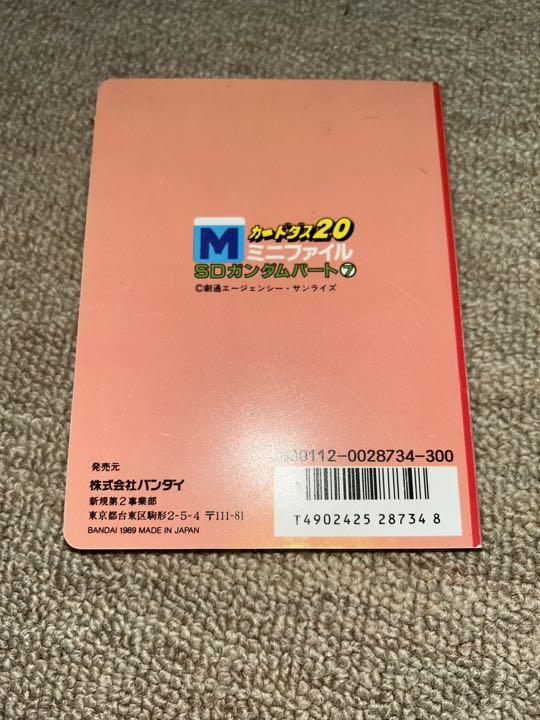 M
カードダス20
ミニファイル
SDガンダムパート⑦
©創通エージェンシー・サンライズ
発売元
株式会社バンダイ
新規第2事業部
東京都台東区駒形2-5-4 〒111-81
BANDAI 1989 MADE IN JAPAN
0112-0028734-300
T4902425 28734 8